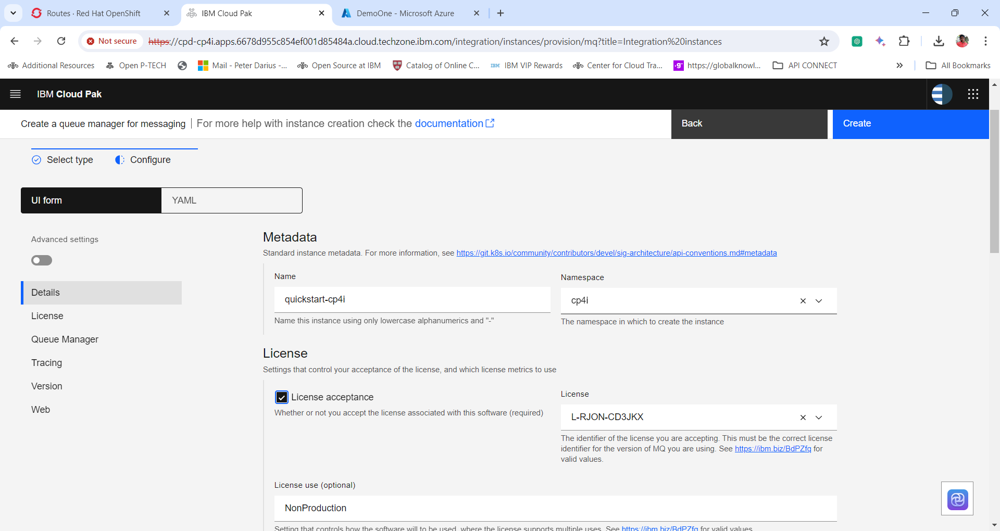 Routes · Red Hat OpenShift
IBM Cloud Pak
DemoOne - Microsoft Azure
Not secure
https://cpd-cp4i.apps.6678d955c854ef001d85484a.cloud.techzone.ibm.com/integration/instances/provision/mq?title=Integration%20instances
Additional Resources
Open P-TECH
Mail - Peter Darius -...
Open Source at IBM
Catalog of Online C...
IBM VIP Rewards
Center for Cloud Tra...
https://globalknowl...
API CONNECT
All Bookmarks
IBM Cloud Pak
Create a queue manager for messaging
For more help with instance creation check the documentation
Back
Create
Select type
Configure
UI form
YAML
Advanced settings
Details
License
Queue Manager
Tracing
Version
Web
Metadata
Standard instance metadata. For more information, see https://git.k8s.io/community/contributors/devel/sig-architecture/api-conventions.md#metadata
Name
quickstart-cp4i
Name this instance using only lowercase alphanumerics and "-"
Namespace
cp4i
The namespace in which to create the instance
License
Settings that control your acceptance of the license, and which license metrics to use
License acceptance
Whether or not you accept the license associated with this software (required)
License
L-RJON-CD3JKX
The identifier of the license you are accepting. This must be the correct license
identifier for the version of MQ you are using. See https://ibm.biz/BdPZfq for
valid values.
License use (optional)
NonProduction
Setting that controls how the software will to be used, where the license supports multiple uses. See https://ibm.biz/BdPZfq for valid values.